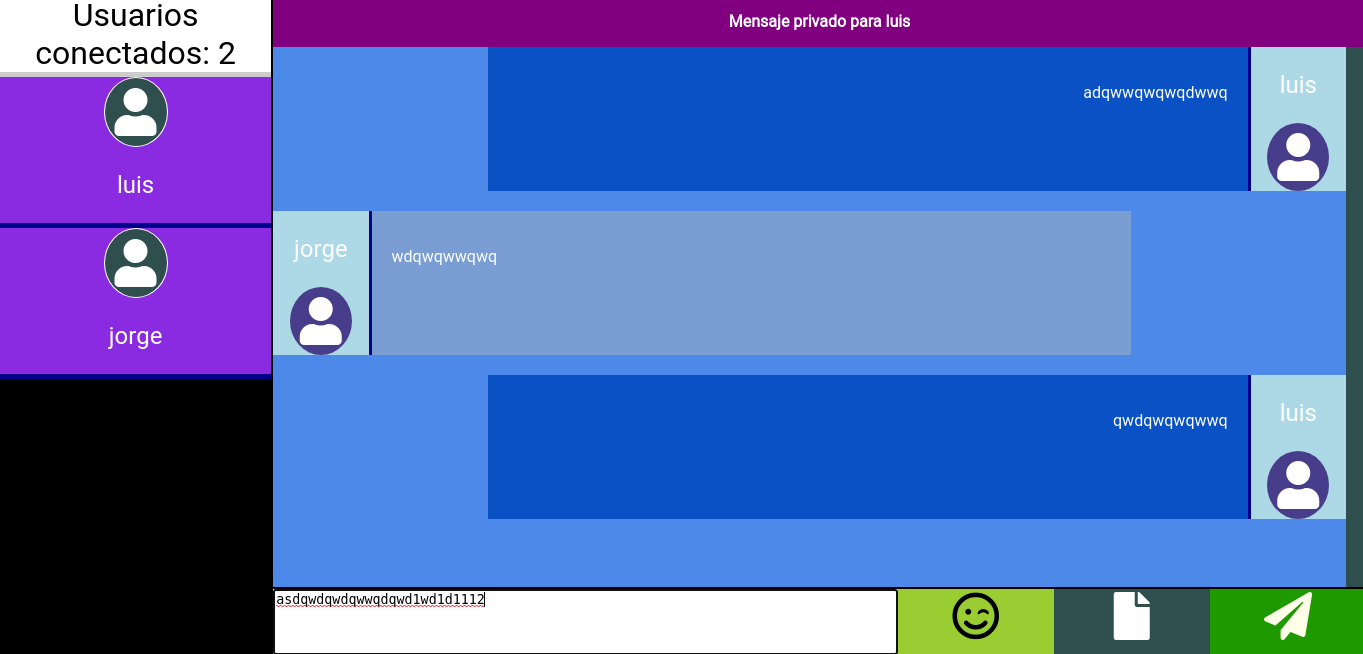 Usuarios
conectados: 2
luis
jorge
Mensaje privado para luis
adqwwqwqwqdwwq
luis
jorge
wdqwqwwqwq
qwdqwqwqwwq
luis
asdqwdqwdqwwqdqwd1wd1d1112